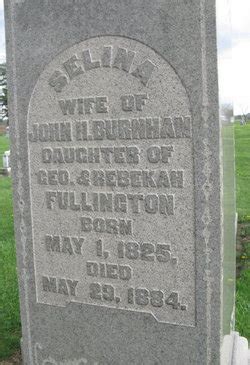 SELINA
WIFE OF
JOHN H. BURNHAM
DAUGHTER OF
GEO. & REBEKAH
FULLINGTON
BORN
MAY 1, 1825,
DIED
MAY 29, 1884.